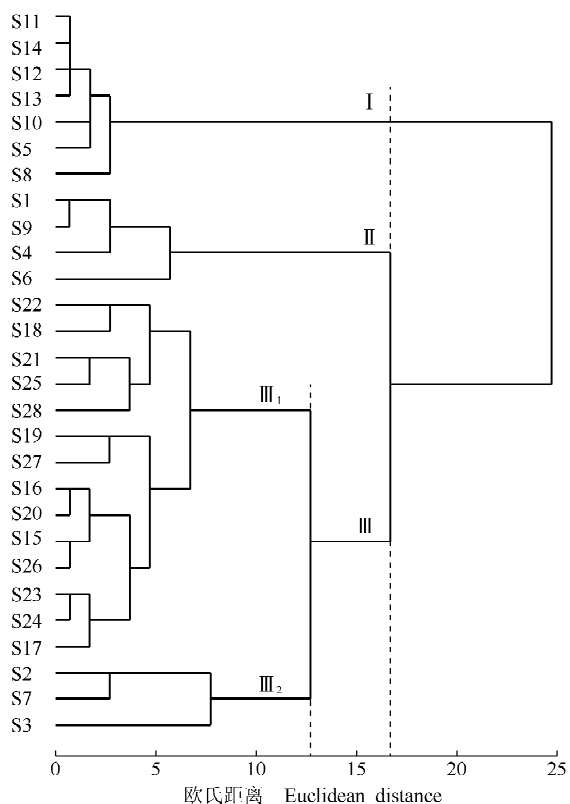 S11
S14
S12
S13
Ⅰ
S10
S5
S8
S1
S9
Ⅱ
S4
S6
S22
S18
S21
S25
Ⅲ1
S28
S19
S27
S16
S20
Ⅲ
S15
S26
S23
S24
S17
S2
Ⅲ2
S7
S3
0 5 10 15 20 25
欧氏距离 Euclidean distance